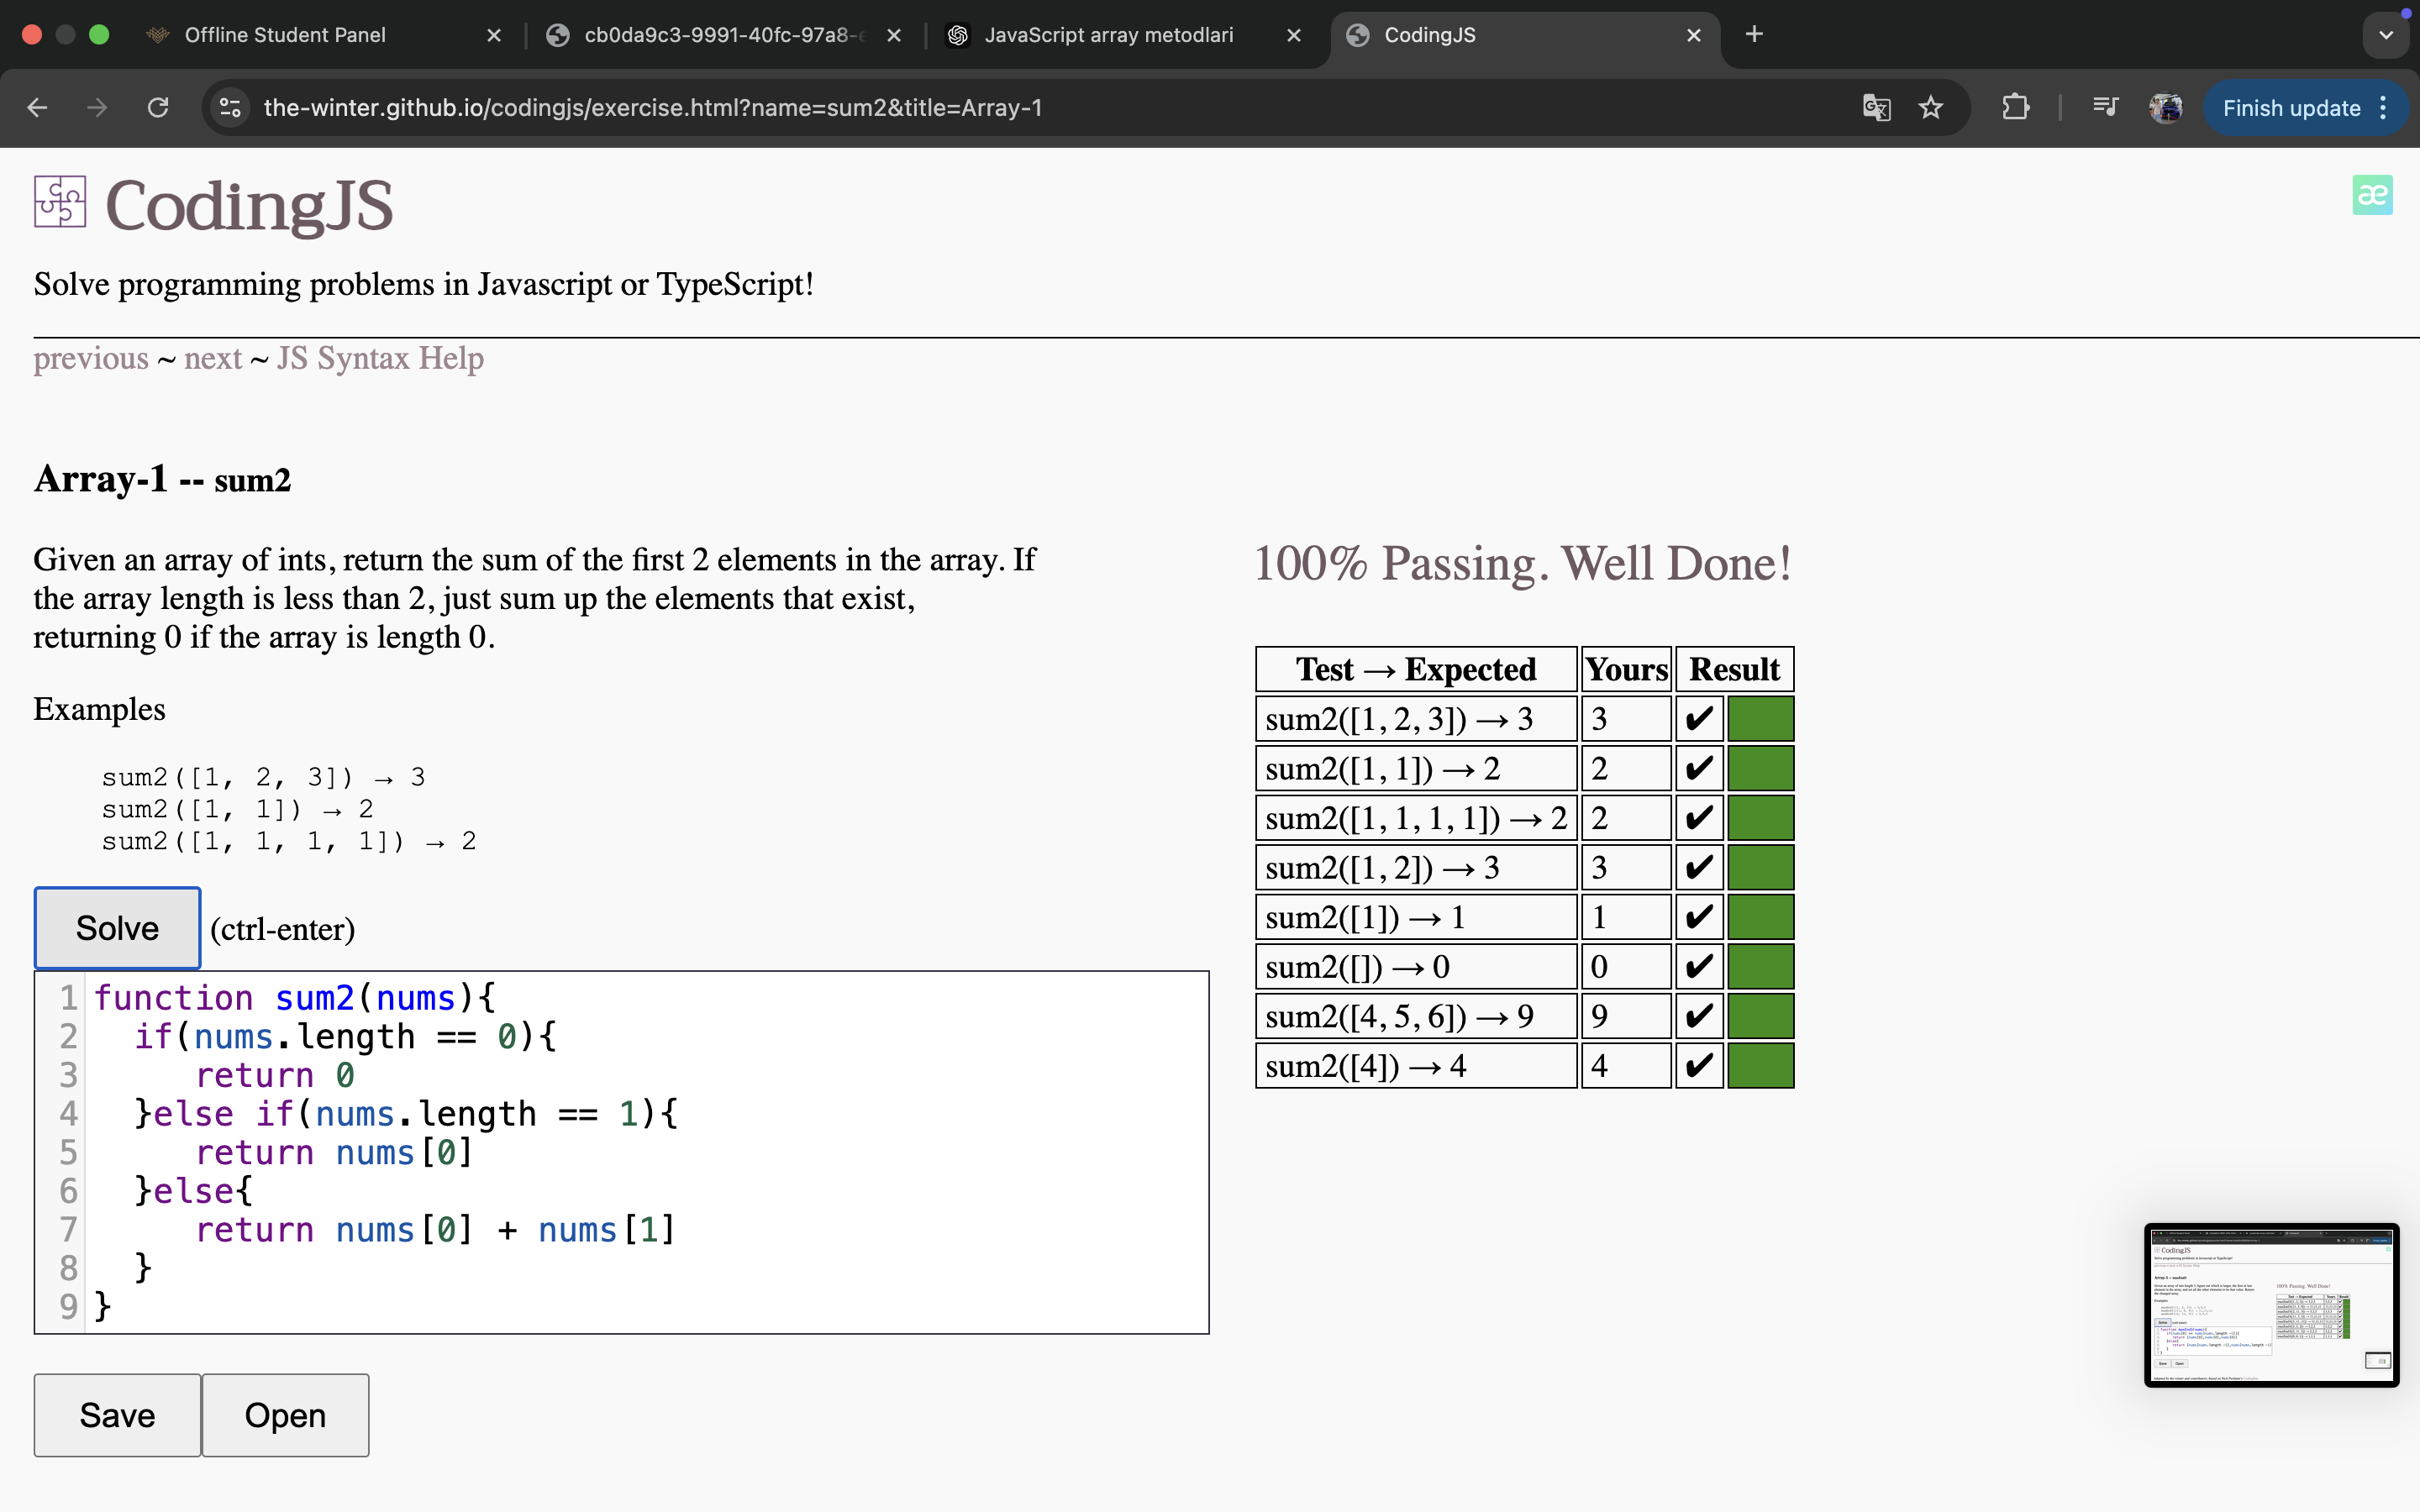 Offline Student Panel
cb0da9c3-9991-40fc-97a8-e
JavaScript array metodlari
CodingJS
the-winter.github.io/codingjs/exercise.html?name=sum2&title=Array-1
Finish update
CodingJS
æ
Solve programming problems in Javascript or TypeScript!
previous ~ next ~ JS Syntax Help
Array-1 -- sum2
Given an array of ints, return the sum of the first 2 elements in the array. If
the array length is less than 2, just sum up the elements that exist,
returning 0 if the array is length 0.
Examples
sum2([1, 2, 3]) → 3
sum2([1, 1]) → 2
sum2([1, 1, 1, 1]) → 2
Solve (ctrl-enter)
1 function sum2(nums){
2 if(nums.length == 0){
3 return 0
4 }else if(nums.length == 1){
5 return nums[0]
6 }else{
7 return nums[0] + nums[1]
8 }
9 }
Save Open
100% Passing. Well Done!
Test → Expected Yours Result
sum2([1, 2, 3]) → 3 3 ✔
sum2([1, 1]) → 2 2 ✔
sum2([1, 1, 1, 1]) → 2 2 ✔
sum2([1, 2]) → 3 3 ✔
sum2([1]) → 1 1 ✔
sum2([]) → 0 0 ✔
sum2([4, 5, 6]) → 9 9 ✔
sum2([4]) → 4 4 ✔
CodingJS